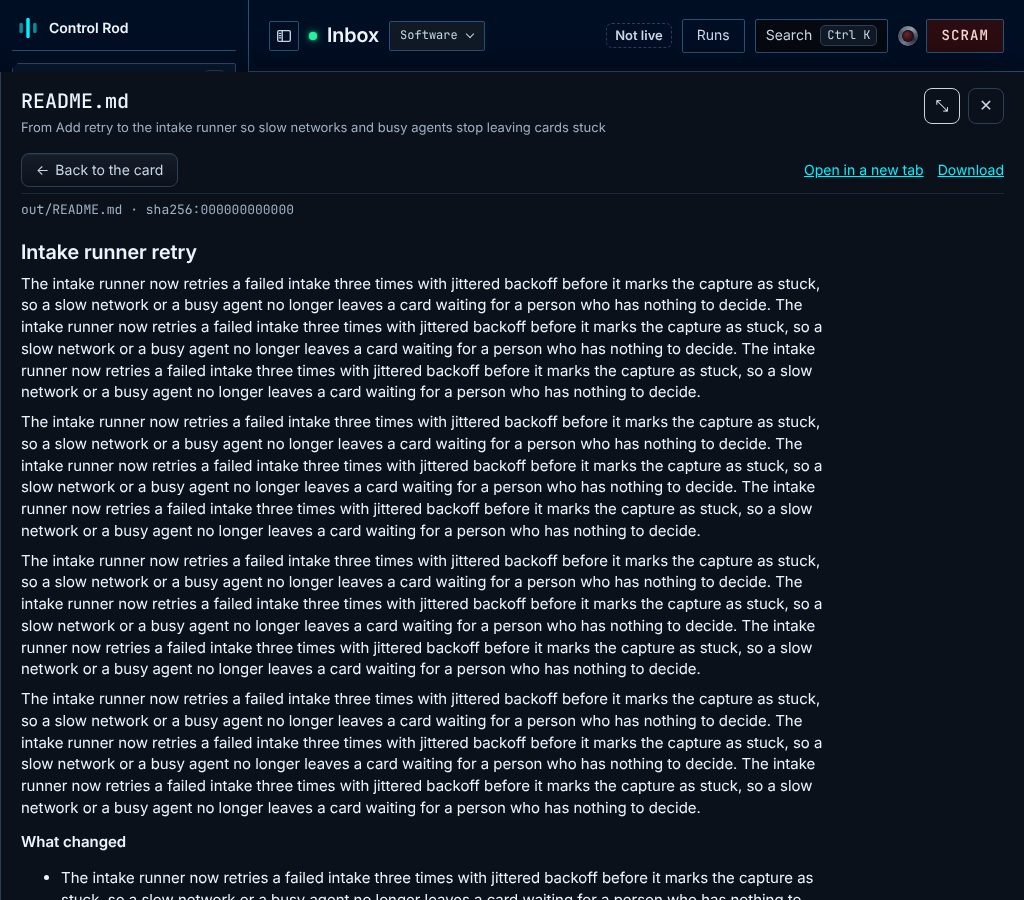 Control Rod
Inbox
Software
Not live
Runs
Search Ctrl K
SCRAM
README.md
From Add retry to the intake runner so slow networks and busy agents stop leaving cards stuck
← Back to the card
Open in a new tab
Download
out/README.md · sha256:000000000000
Intake runner retry
The intake runner now retries a failed intake three times with jittered backoff before it marks the capture as stuck,
so a slow network or a busy agent no longer leaves a card waiting for a person who has nothing to decide. The
intake runner now retries a failed intake three times with jittered backoff before it marks the capture as stuck, so a
slow network or a busy agent no longer leaves a card waiting for a person who has nothing to decide. The intake
runner now retries a failed intake three times with jittered backoff before it marks the capture as stuck, so a slow
network or a busy agent no longer leaves a card waiting for a person who has nothing to decide.
The intake runner now retries a failed intake three times with jittered backoff before it marks the capture as stuck,
so a slow network or a busy agent no longer leaves a card waiting for a person who has nothing to decide. The
intake runner now retries a failed intake three times with jittered backoff before it marks the capture as stuck, so a
slow network or a busy agent no longer leaves a card waiting for a person who has nothing to decide. The intake
runner now retries a failed intake three times with jittered backoff before it marks the capture as stuck, so a slow
network or a busy agent no longer leaves a card waiting for a person who has nothing to decide.
The intake runner now retries a failed intake three times with jittered backoff before it marks the capture as stuck,
so a slow network or a busy agent no longer leaves a card waiting for a person who has nothing to decide. The
intake runner now retries a failed intake three times with jittered backoff before it marks the capture as stuck, so a
slow network or a busy agent no longer leaves a card waiting for a person who has nothing to decide. The intake
runner now retries a failed intake three times with jittered backoff before it marks the capture as stuck, so a slow
network or a busy agent no longer leaves a card waiting for a person who has nothing to decide.
The intake runner now retries a failed intake three times with jittered backoff before it marks the capture as stuck,
so a slow network or a busy agent no longer leaves a card waiting for a person who has nothing to decide. The
intake runner now retries a failed intake three times with jittered backoff before it marks the capture as stuck, so a
slow network or a busy agent no longer leaves a card waiting for a person who has nothing to decide. The intake
runner now retries a failed intake three times with jittered backoff before it marks the capture as stuck, so a slow
network or a busy agent no longer leaves a card waiting for a person who has nothing to decide.
What changed
• The intake runner now retries a failed intake three times with jittered backoff before it marks the capture as
stuck, so a slow network or a busy agent no longer leaves a card waiting for a person who has nothing to